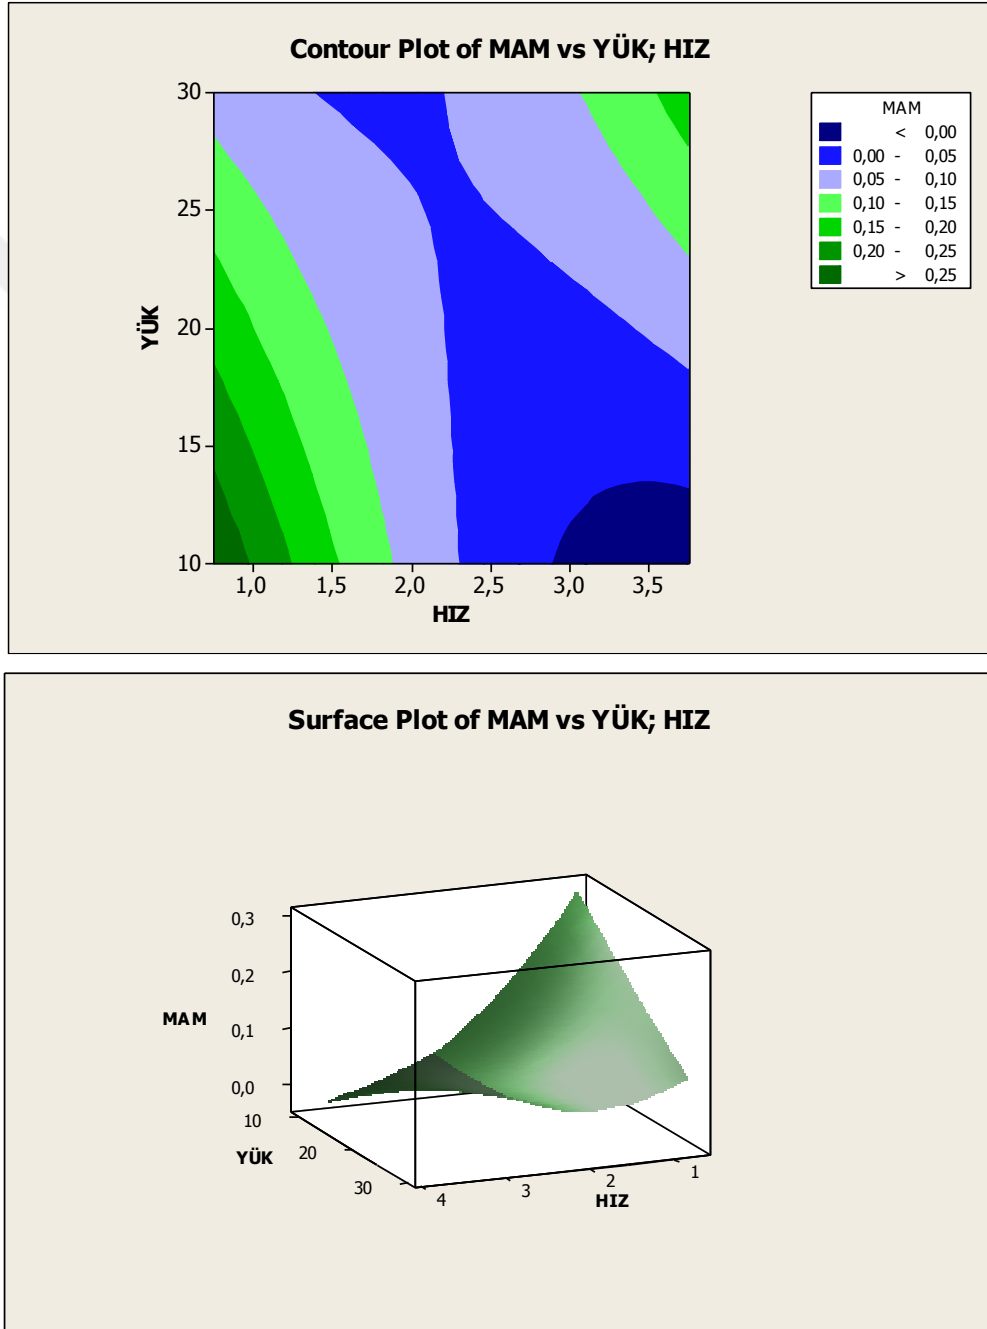 Contour Plot of MAM vs YÜK; HIZ
30
25
20
15
10
YÜK
1,0 1,5 2,0 2,5 3,0 3,5
HIZ
MAM
< 0,00
0,00 - 0,05
0,05 - 0,10
0,10 - 0,15
0,15 - 0,20
0,20 - 0,25
> 0,25
Surface Plot of MAM vs YÜK; HIZ
0,3
0,2
MAM
0,1
0,0
10
YÜK 20
30
4 3 2 1
HIZ